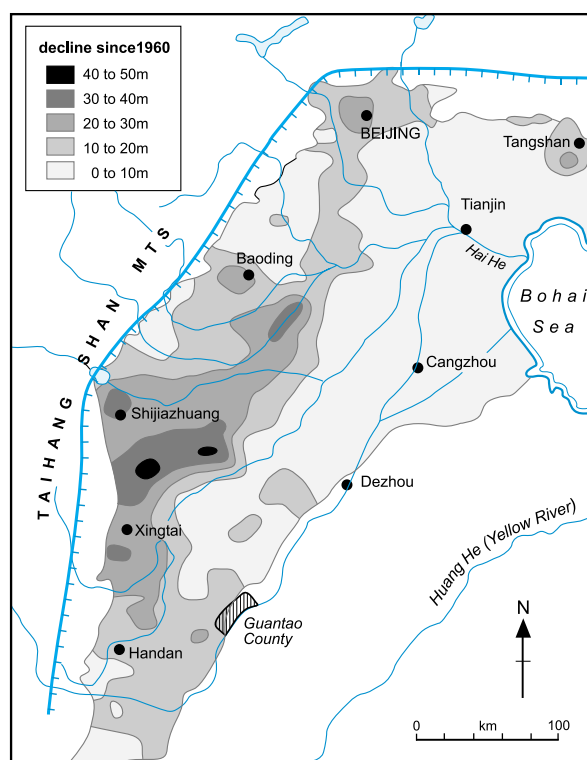 decline since1960
40 to 50m
30 to 40m
20 to 30m
10 to 20m
0 to 10m
BEIJING
Tangshan
Tianjin
Hai He
Baoding
Bohai
Sea
TAIHANG SHAN MTS
Cangzhou
Shijiazhuang
Dezhou
Xingtai
Huang He (Yellow River)
Guantao
County
N
Handan
0 km 100